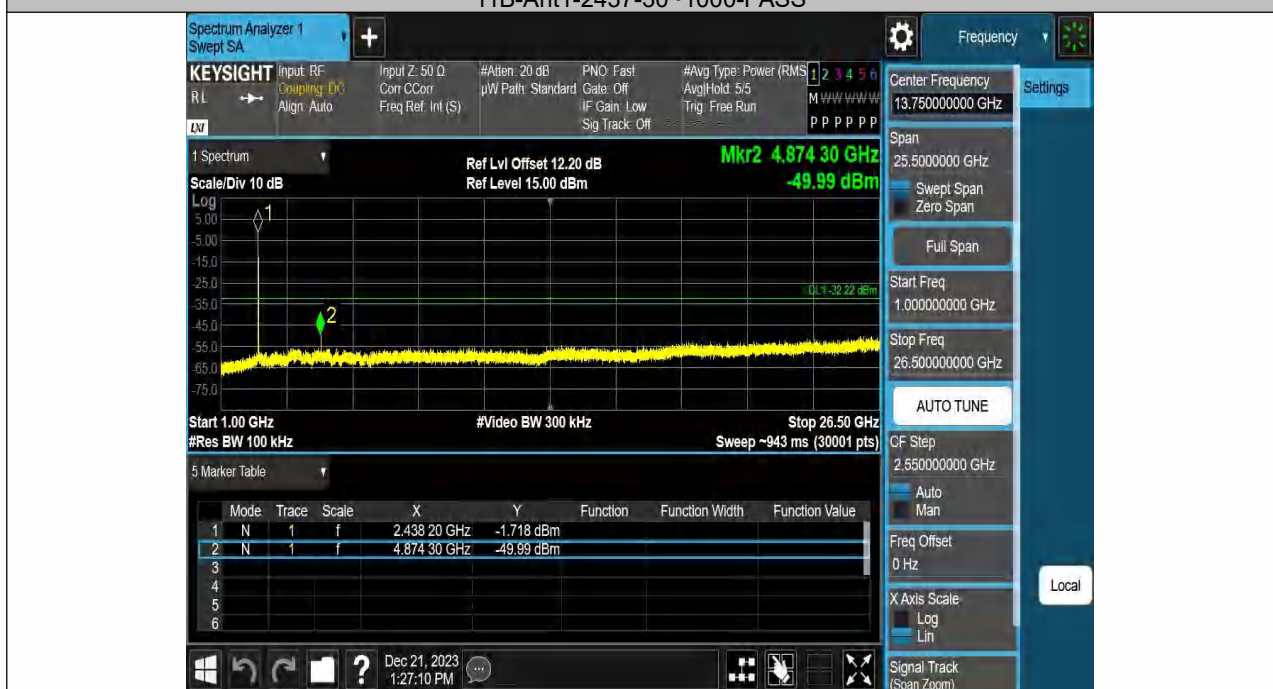 11B-Ant1-2437-30~1000-PASS
Spectrum Analyzer 1
Swept SA
+
Frequency
KEYSIGHT
RL
LXI
Input: RF
Coupling: DC
Align: Auto
Input Z: 50 Ω
Corr CCorr
Freq Ref: Int (S)
#Atten: 20 dB
µW Path: Standard
PNO: Fast
Gate: Off
IF Gain: Low
Sig Track: Off
#Avg Type: Power (RMS
Avg|Hold: 5/5
Trig: Free Run
1 2 3 4 5 6
M W W W W W
P P P P P P
1 Spectrum
Scale/Div 10 dB
Ref Lvl Offset 12.20 dB
Ref Level 15.00 dBm
Mkr2 4.874 30 GHz
-49.99 dBm
Log
5.00
-5.00
-15.0
-25.0
-35.0
-45.0
-55.0
-65.0
-75.0
1
2
DL1 -32.22 dBm
Start 1.00 GHz
#Res BW 100 kHz
#Video BW 300 kHz
Stop 26.50 GHz
Sweep ~943 ms (30001 pts)
5 Marker Table
Mode Trace Scale X Y Function Function Width Function Value
1 N 1 f 2.438 20 GHz -1.718 dBm
2 N 1 f 4.874 30 GHz -49.99 dBm
3
4
5
6
?
Dec 21, 2023
1:27:10 PM
Center Frequency
13.750000000 GHz
Settings
Span
25.5000000 GHz
Swept Span
Zero Span
Full Span
Start Freq
1.000000000 GHz
Stop Freq
26.500000000 GHz
AUTO TUNE
CF Step
2.550000000 GHz
Auto
Man
Freq Offset
0 Hz
X Axis Scale
Log
Lin
Local
Signal Track
(Span Zoom)